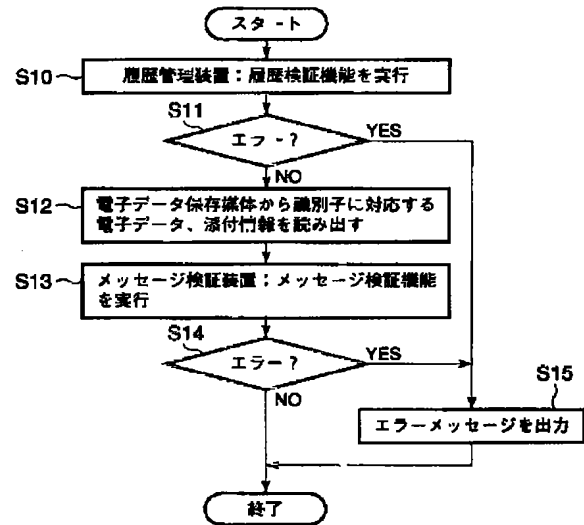 スタート
S10
履歴管理装置：履歴検証機能を実行
S11
エラー？
YES
NO
S12
電子データ保存媒体から識別子に対応する
電子データ、添付情報を読み出す
S13
メッセージ検証装置：メッセージ検証機能
を実行
S14
エラー？
YES
NO
S15
エラーメッセージを出力
終了